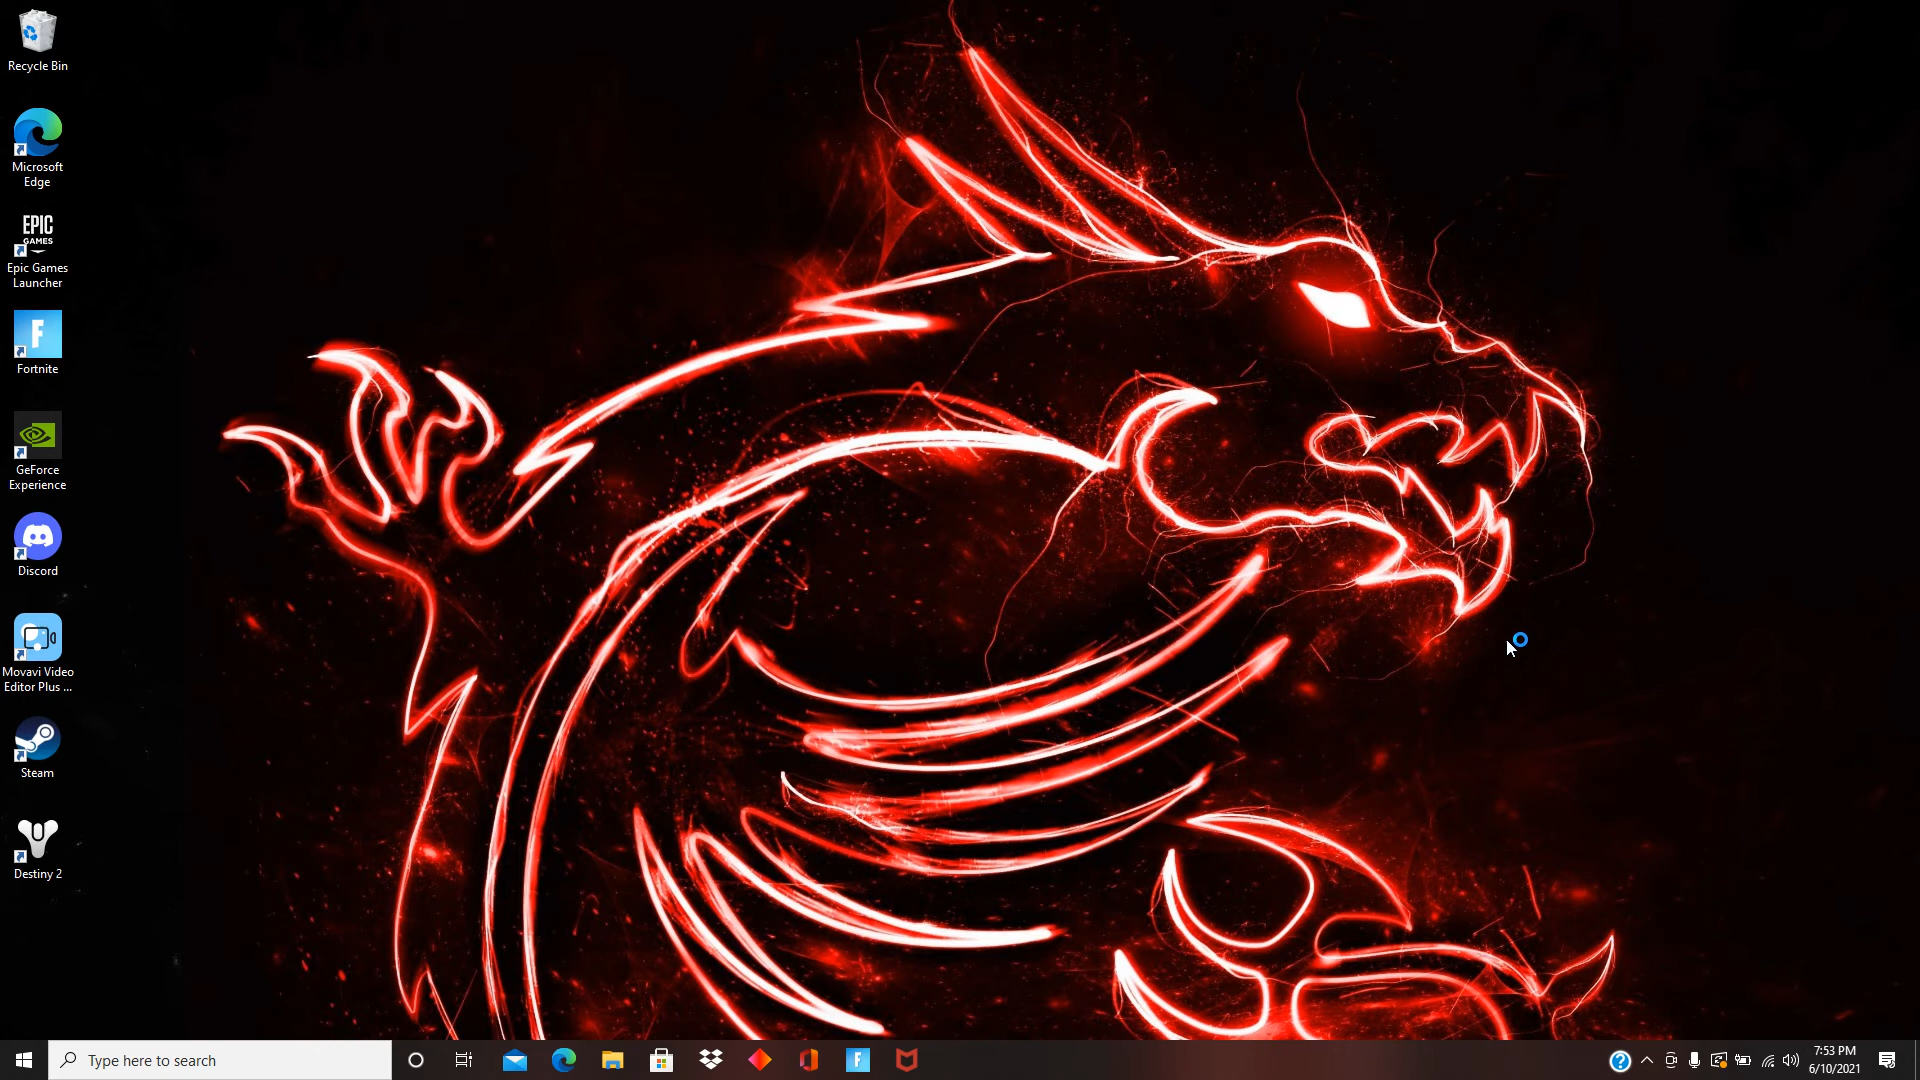 Recycle Bin
Microsoft
Edge
EPIC
GAMES
Epic Games
Launcher
F
Fortnite
GeForce
Experience
Discord
Movavi Video
Editor Plus ...
Steam
Destiny 2
Type here to search
F
?
7:53 PM
6/10/2021